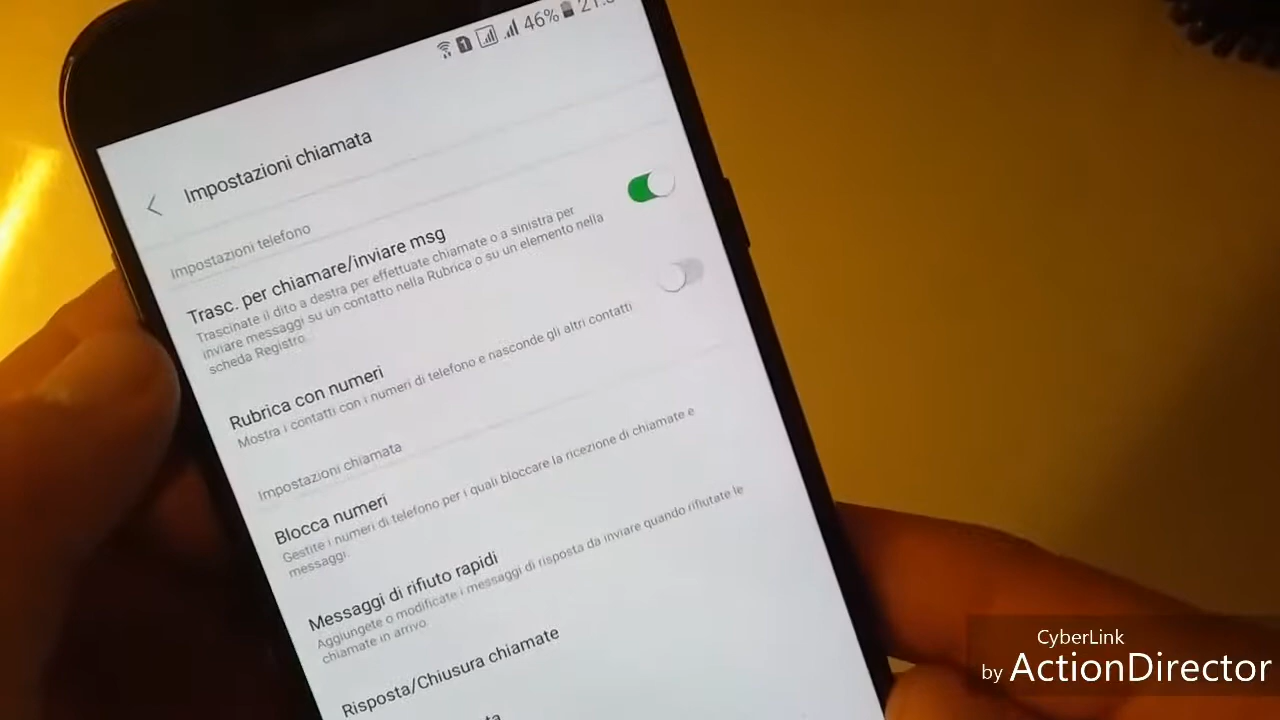 46%
Impostazioni chiamata
Impostazioni telefono
Trasc. per chiamare/inviare msg
Trascinate il dito a destra per effettuate chiamate o a sinistra per
inviare messaggi su un contatto nella Rubrica o su un elemento nella
scheda Registro.
Rubrica con numeri
Mostra i contatti con i numeri di telefono e nasconde gli altri contatti
Impostazioni chiamata
Blocca numeri
Gestite i numeri di telefono per i quali bloccare la ricezione di chiamate e
messaggi.
Messaggi di rifiuto rapidi
Aggiungete o modificate i messaggi di risposta da inviare quando rifiutate le
chiamate in arrivo.
Risposta/Chiusura chiamate
CyberLink
by ActionDirector